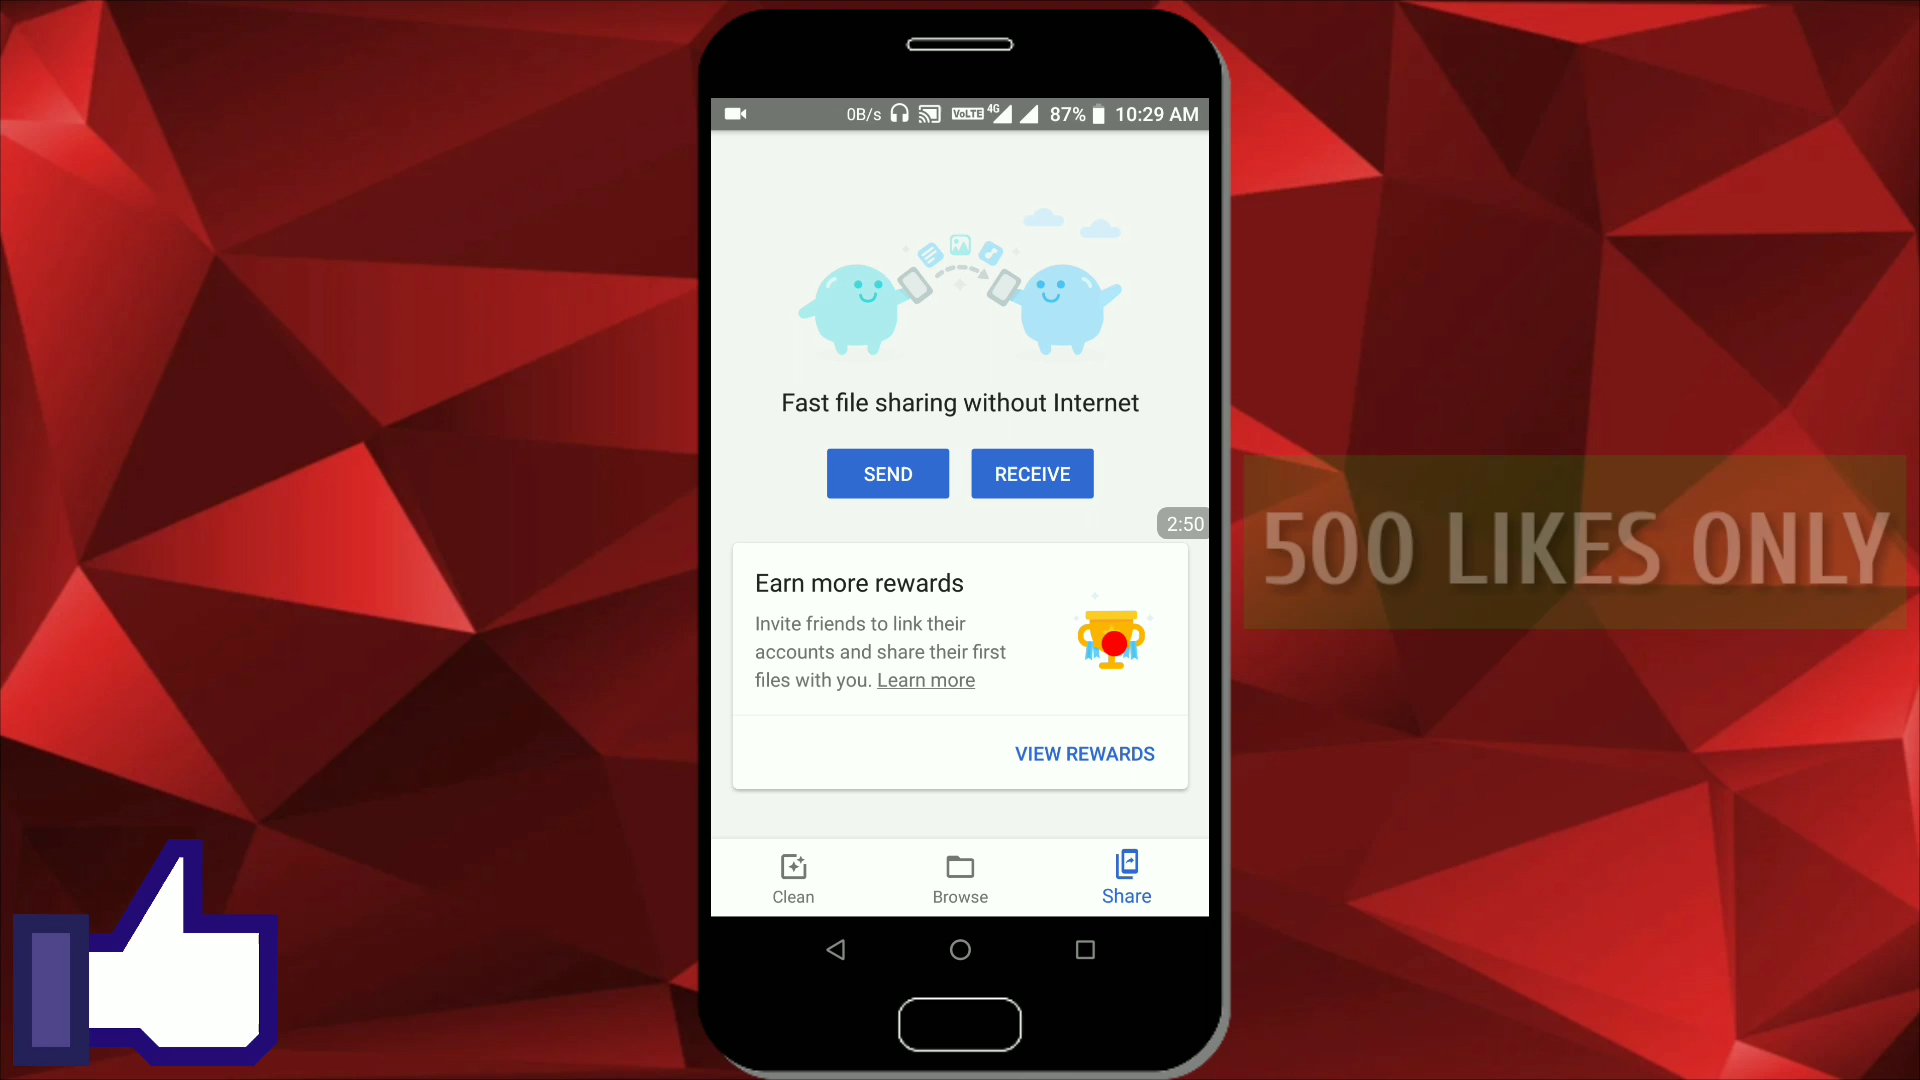 0B/s VoLTE 4G 87% 10:29 AM
Fast file sharing without Internet
SEND RECEIVE
2:50
500 LIKES ONLY
Earn more rewards
Invite friends to link their
accounts and share their first
files with you. Learn more
VIEW REWARDS
Clean Browse Share